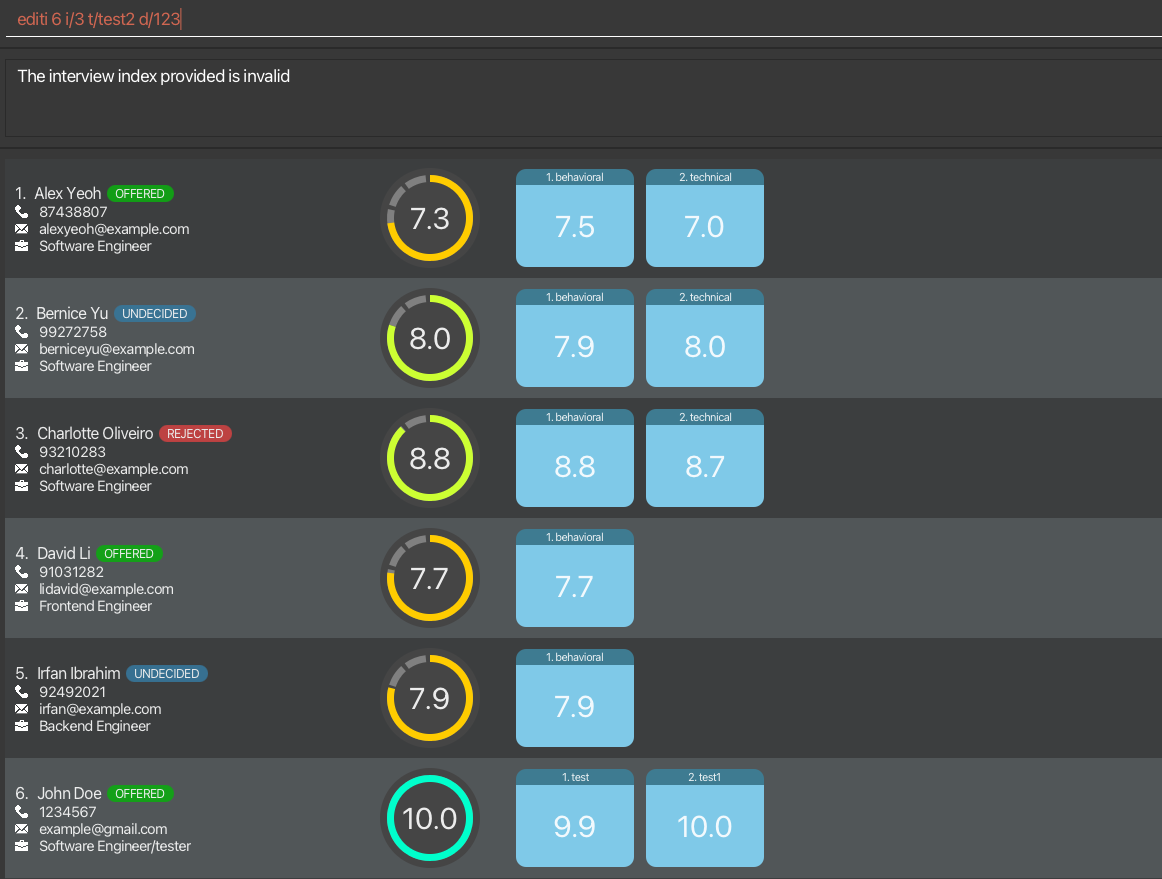 editi 6 i/3 t/test2 d/123
The interview index provided is invalid
1. Alex Yeoh OFFERED
87438807
alexyeoh@example.com
Software Engineer
7.3
1. behavioral
7.5
2. technical
7.0
2. Bernice Yu UNDECIDED
99272758
berniceyu@example.com
Software Engineer
8.0
1. behavioral
7.9
2. technical
8.0
3. Charlotte Oliveiro REJECTED
93210283
charlotte@example.com
Software Engineer
8.8
1. behavioral
8.8
2. technical
8.7
4. David Li OFFERED
91031282
lidavid@example.com
Frontend Engineer
7.7
1. behavioral
7.7
5. Irfan Ibrahim UNDECIDED
92492021
irfan@example.com
Backend Engineer
7.9
1. behavioral
7.9
6. John Doe OFFERED
1234567
example@gmail.com
Software Engineer/tester
10.0
1. test
9.9
2. test1
10.0